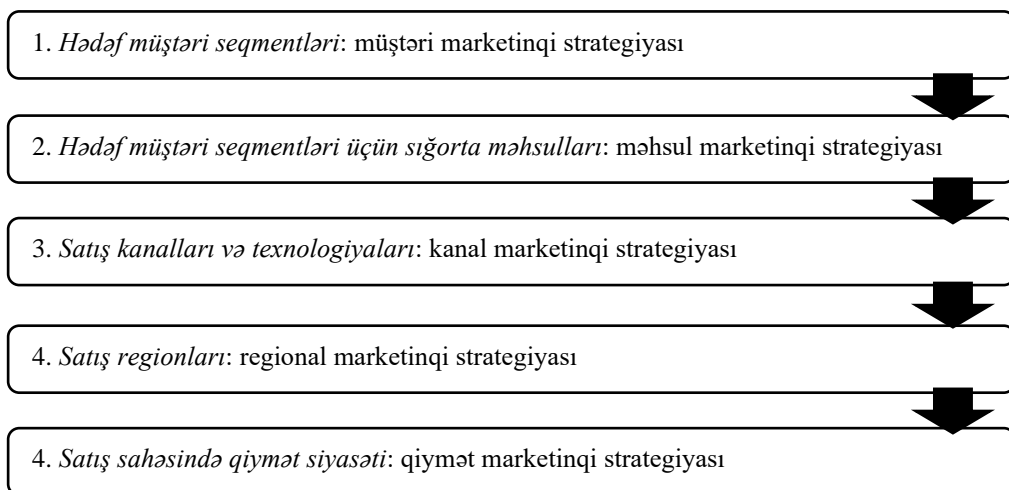 1. Hədəf müştəri seqmentləri: müştəri marketinqi strategiyası
2. Hədəf müştəri seqmentləri üçün sığorta məhsulları: məhsul marketinqi strategiyası
3. Satış kanalları və texnologiyaları: kanal marketinqi strategiyası
4. Satış regionları: regional marketinqi strategiyası
4. Satış sahəsində qiymət siyasəti: qiymət marketinqi strategiyası